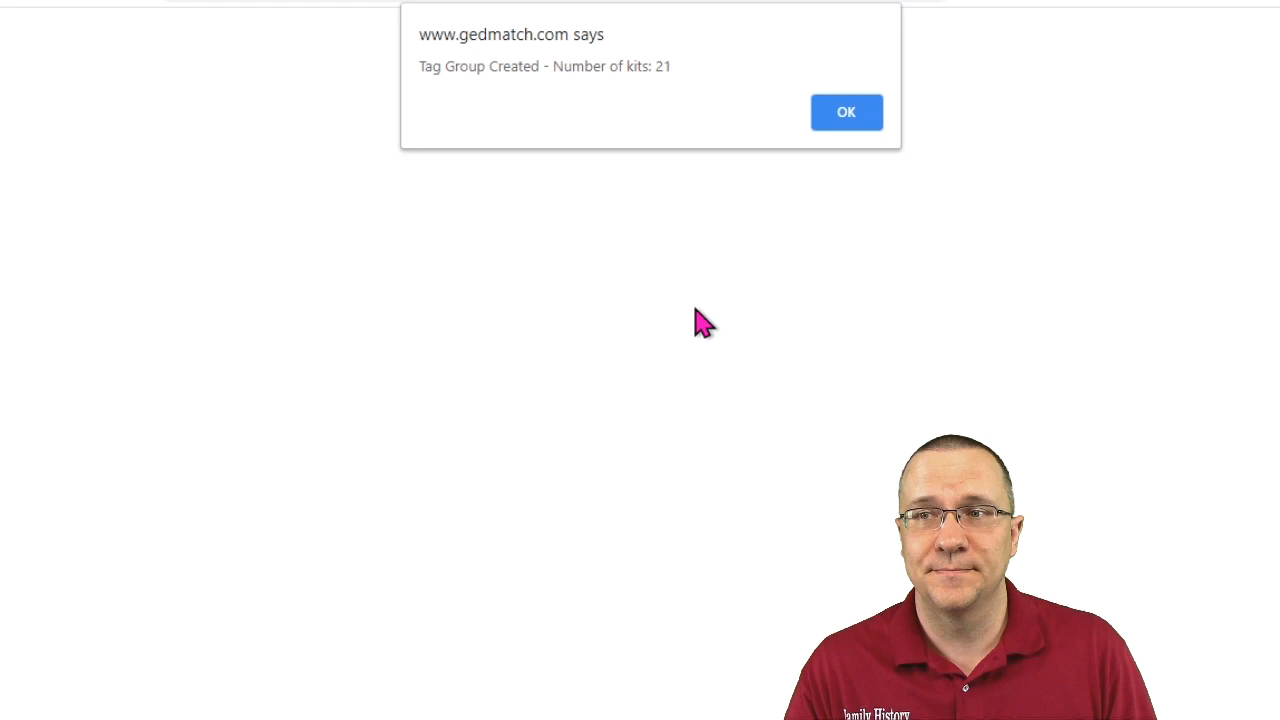 www.gedmatch.com says
Tag Group Created - Number of kits: 21
OK
Family History